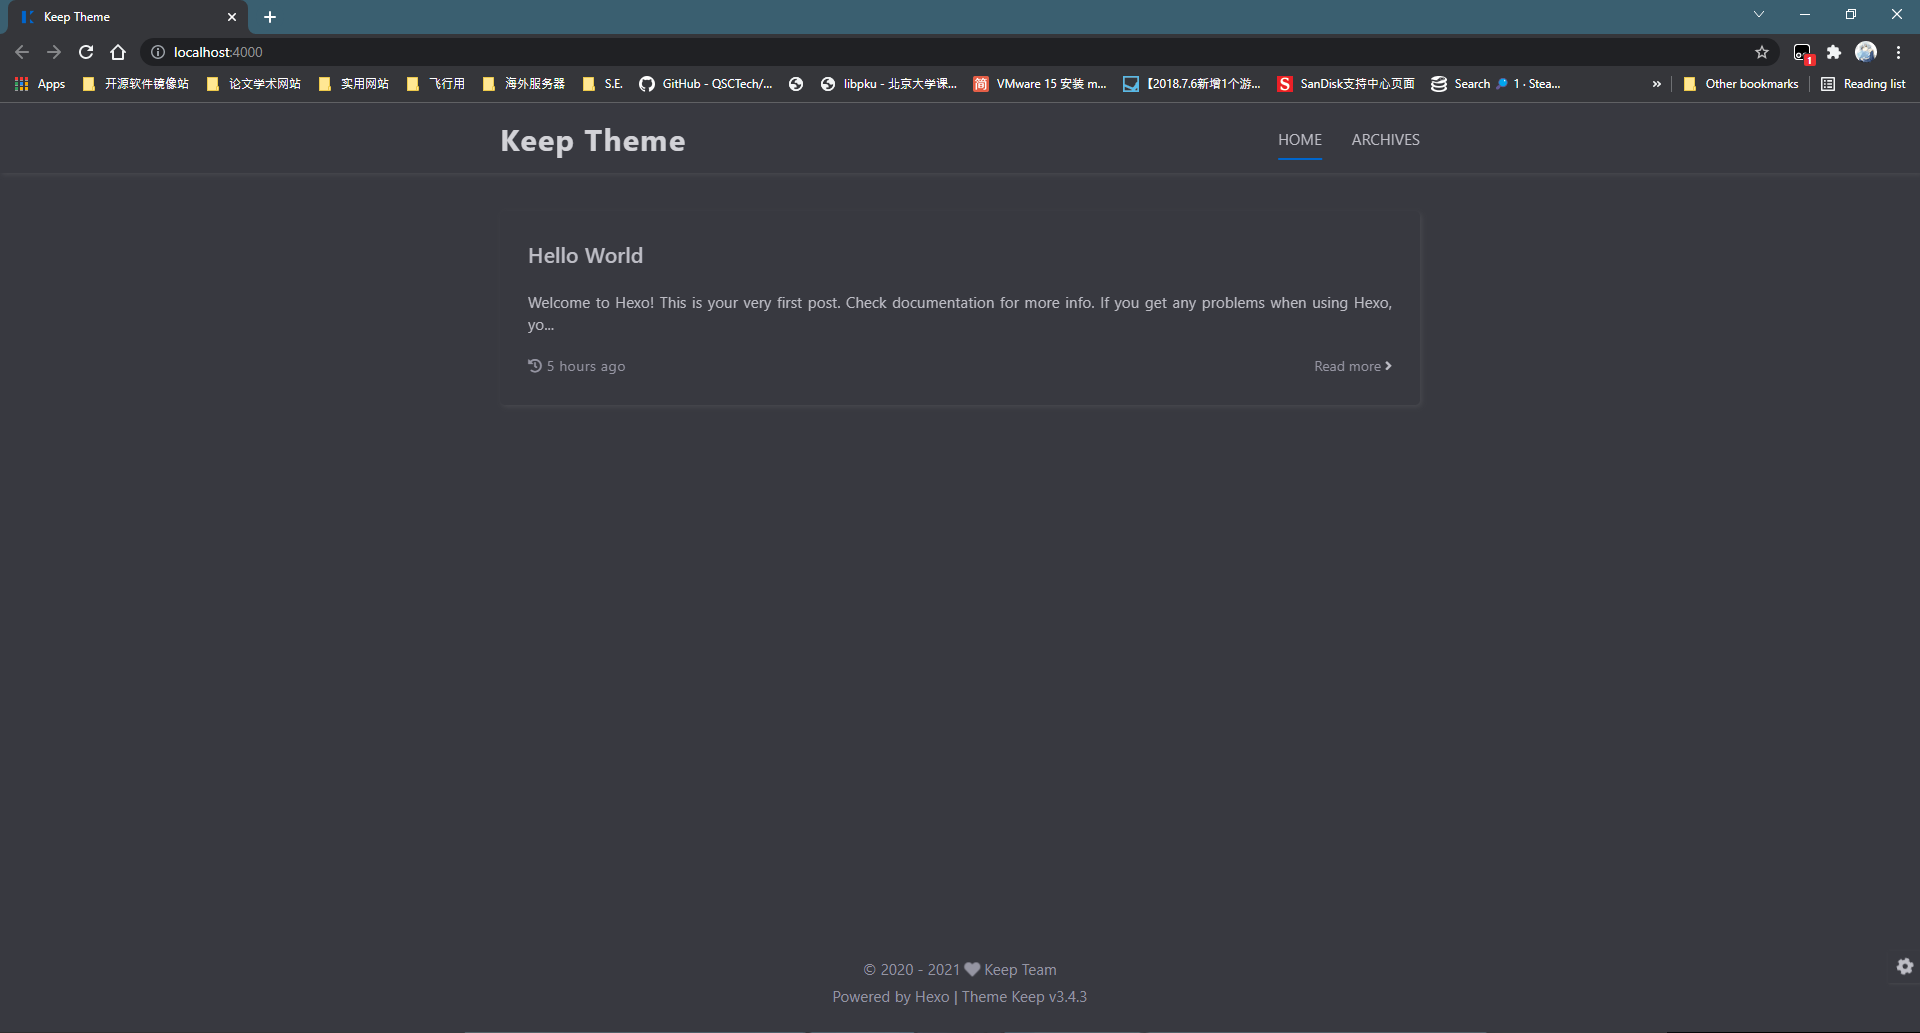 Keep Theme
localhost:4000
Apps 开源软件镜像站 论文学术网站 实用网站 飞行用 海外服务器 S.E. GitHub - QSCTech/... libpku - 北京大学课... 简 VMware 15 安装 m... 【2018.7.6新增1个游... S SanDisk支持中心页面 Search 🔎 1 · Stea... » Other bookmarks Reading list
1
Keep Theme
HOME ARCHIVES
Hello World
Welcome to Hexo! This is your very first post. Check documentation for more info. If you get any problems when using Hexo,
yo...
5 hours ago Read more
© 2020 - 2021 Keep Team
Powered by Hexo | Theme Keep v3.4.3